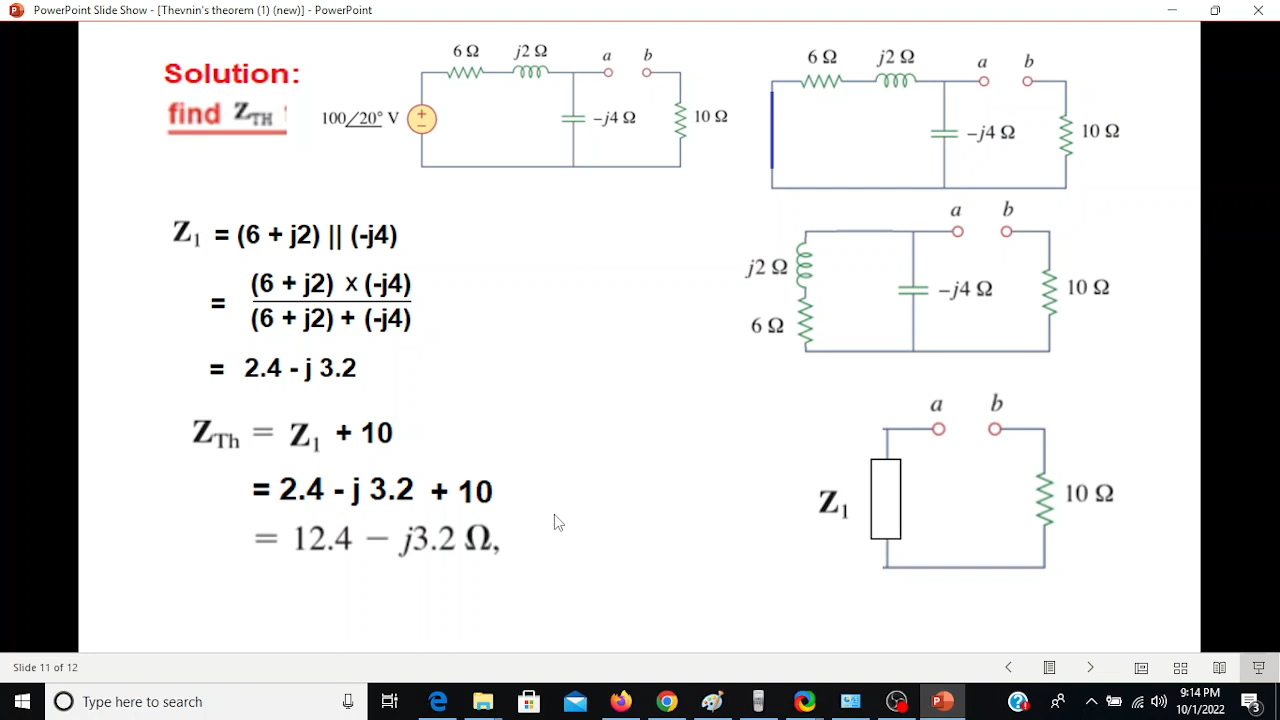 PowerPoint Slide Show - [Thevnin's theorem (1) (new)] - PowerPoint
Solution:
find Z_TH
6 Ω j2 Ω a b
100∠20° V + − −j4 Ω 10 Ω
6 Ω j2 Ω a b
−j4 Ω 10 Ω
Z₁ = (6 + j2) || (-j4)
= (6 + j2) x (-j4)
(6 + j2) + (-j4)
= 2.4 - j 3.2
a b
j2 Ω −j4 Ω 10 Ω
6 Ω
Z_Th = Z₁ + 10
= 2.4 - j 3.2 + 10
= 12.4 − j3.2 Ω,
a b
Z₁ 10 Ω
Slide 11 of 12
Type here to search
9:14 PM
10/1/2022
3